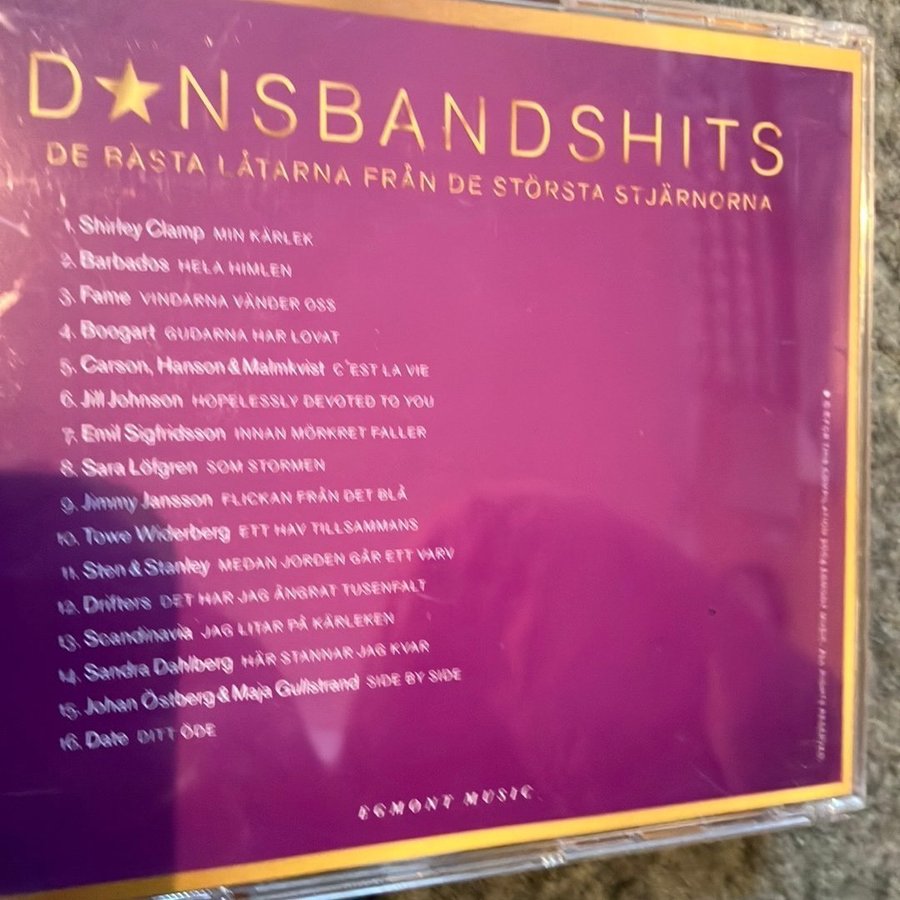 D★NSBANDSHITS
DE BÄSTA LÅTARNA FRÅN DE STÖRSTA STJÄRNORNA
1. Shirley Clamp MIN KÄRLEK
2. Barbados HELA HIMLEN
3. Fame VINDARNA VÄNDER OSS
4. Boogart GUDARNA HAR LOVAT
5. Carson, Hanson & Malmkvist C´EST LA VIE
6. Jill Johnson HOPELESSLY DEVOTED TO YOU
7. Emil Sigfridsson INNAN MÖRKRET FALLER
8. Sara Löfgren SOM STORMEN
9. Jimmy Jansson FLICKAN FRÅN DET BLÅ
10. Towe Widerberg ETT HAV TILLSAMMANS
11. Sten & Stanley MEDAN JORDEN GÅR ETT VARV
12. Drifters DET HAR JAG ÅNGRAT TUSENFALT
13. Scandinavia JAG LITAR PÅ KÄRLEKEN
14. Sandra Dahlberg HÄR STANNAR JAG KVAR
15. Johan Östberg & Maja Gullstrand SIDE BY SIDE
16. Date DITT ÖDE
EGMONT MUSIC